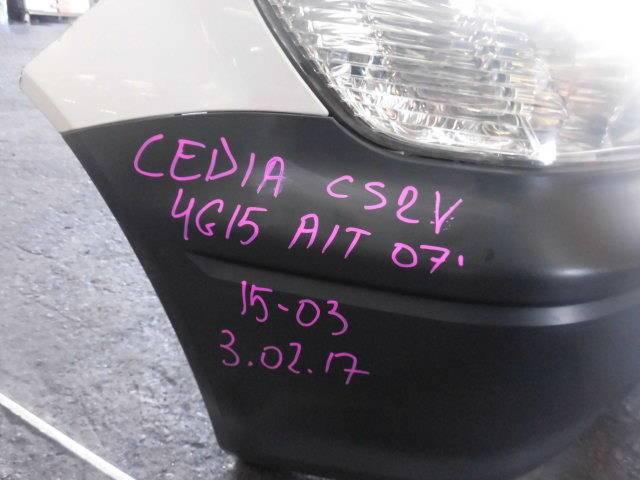 CEDIA CS2V
4G15 A/T 07.
15-03
3.02.17